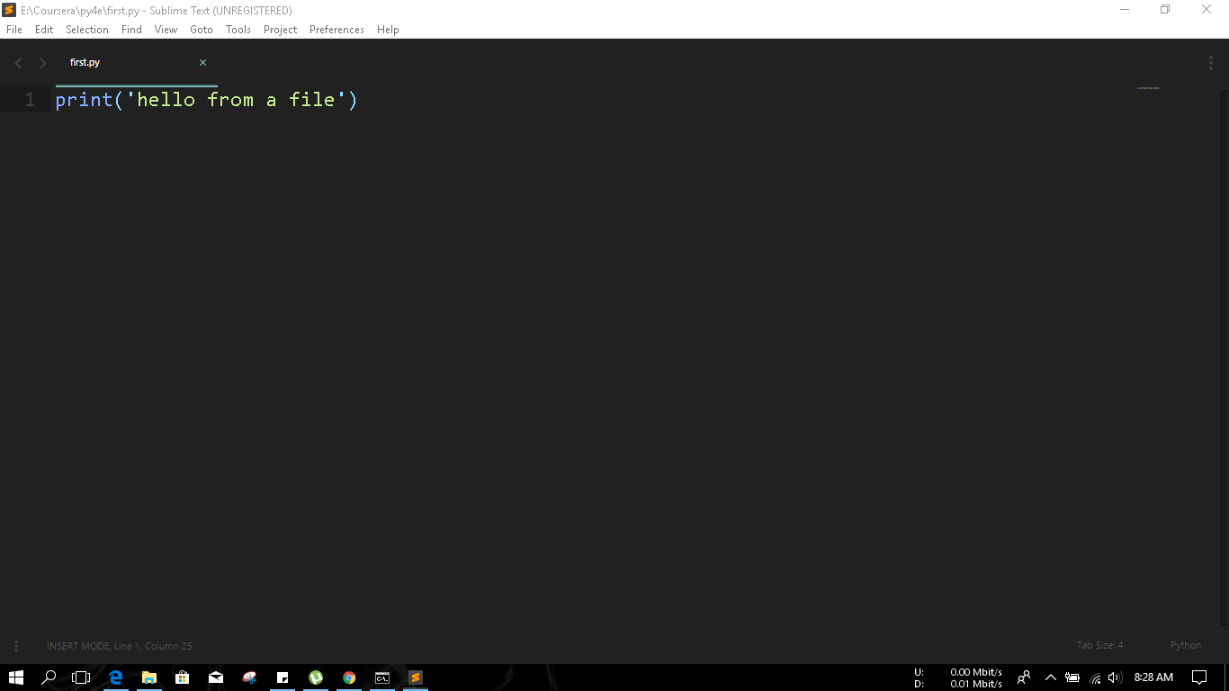 E:\Coursera\py4e\first.py - Sublime Text (UNREGISTERED)
File Edit Selection Find View Goto Tools Project Preferences Help
first.py
1 print('hello from a file')
INSERT MODE, Line 1, Column 25
Tab Size: 4 Python
U: 0.00 Mbit/s
D: 0.01 Mbit/s
8:28 AM